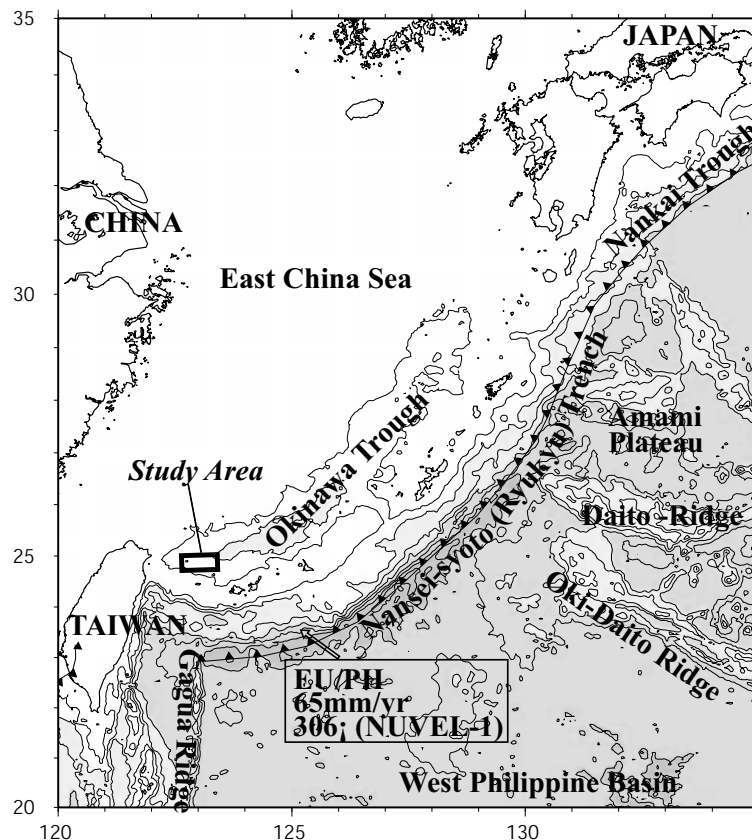 35
JAPAN
Nankai Trough
CHINA
East China Sea
30
Nansei-syoto (Ryukyu) Trench
Amami
Plateau
Okinawa Trough
Study Area
Daito -Ridge
25
Oki-Daito Ridge
TAIWAN
Gagua Ridge
EU/PH
65mm/yr
306¡ (NUVEL-1)
West Philippine Basin
20
120
125
130